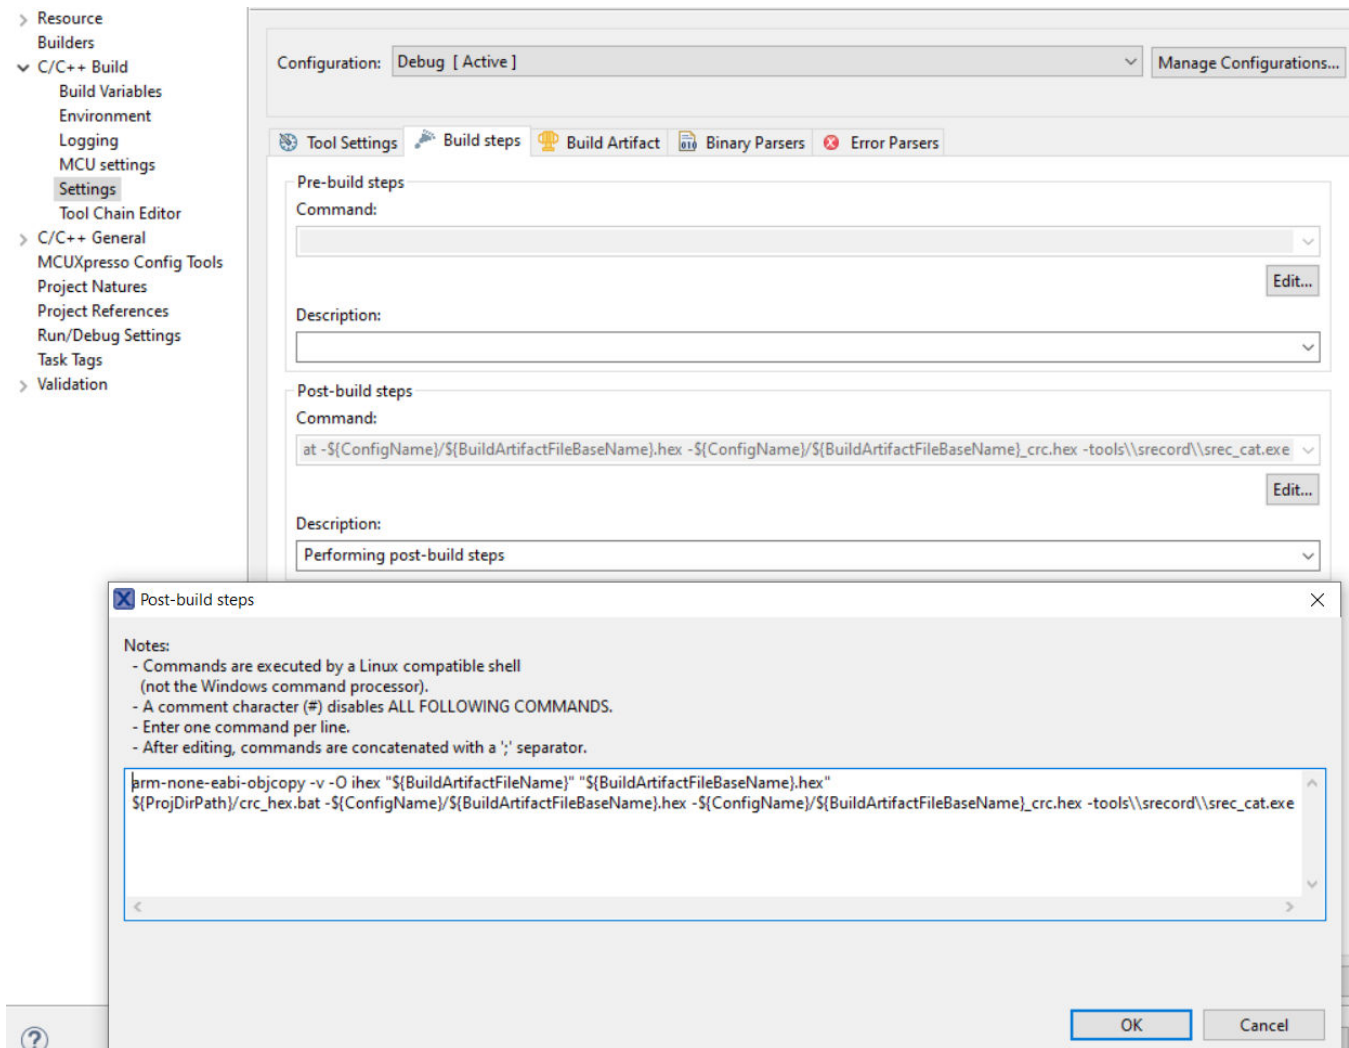 Resource
Builders
C/C++ Build
Build Variables
Environment
Logging
MCU settings
Settings
Tool Chain Editor
C/C++ General
MCUXpresso Config Tools
Project Natures
Project References
Run/Debug Settings
Task Tags
Validation
Configuration: Debug [ Active ] Manage Configurations...
Tool Settings Build steps Build Artifact Binary Parsers Error Parsers
Pre-build steps
Command:
Edit...
Description:
Post-build steps
Command:
at -${ConfigName}/${BuildArtifactFileBaseName}.hex -${ConfigName}/${BuildArtifactFileBaseName}_crc.hex -tools\\srecord\\srec_cat.exe
Edit...
Description:
Performing post-build steps
Post-build steps
Notes:
- Commands are executed by a Linux compatible shell
(not the Windows command processor).
- A comment character (#) disables ALL FOLLOWING COMMANDS.
- Enter one command per line.
- After editing, commands are concatenated with a ';' separator.
arm-none-eabi-objcopy -v -O ihex "${BuildArtifactFileName}" "${BuildArtifactFileBaseName}.hex"
${ProjDirPath}/crc_hex.bat -${ConfigName}/${BuildArtifactFileBaseName}.hex -${ConfigName}/${BuildArtifactFileBaseName}_crc.hex -tools\\srecord\\srec_cat.exe
OK Cancel